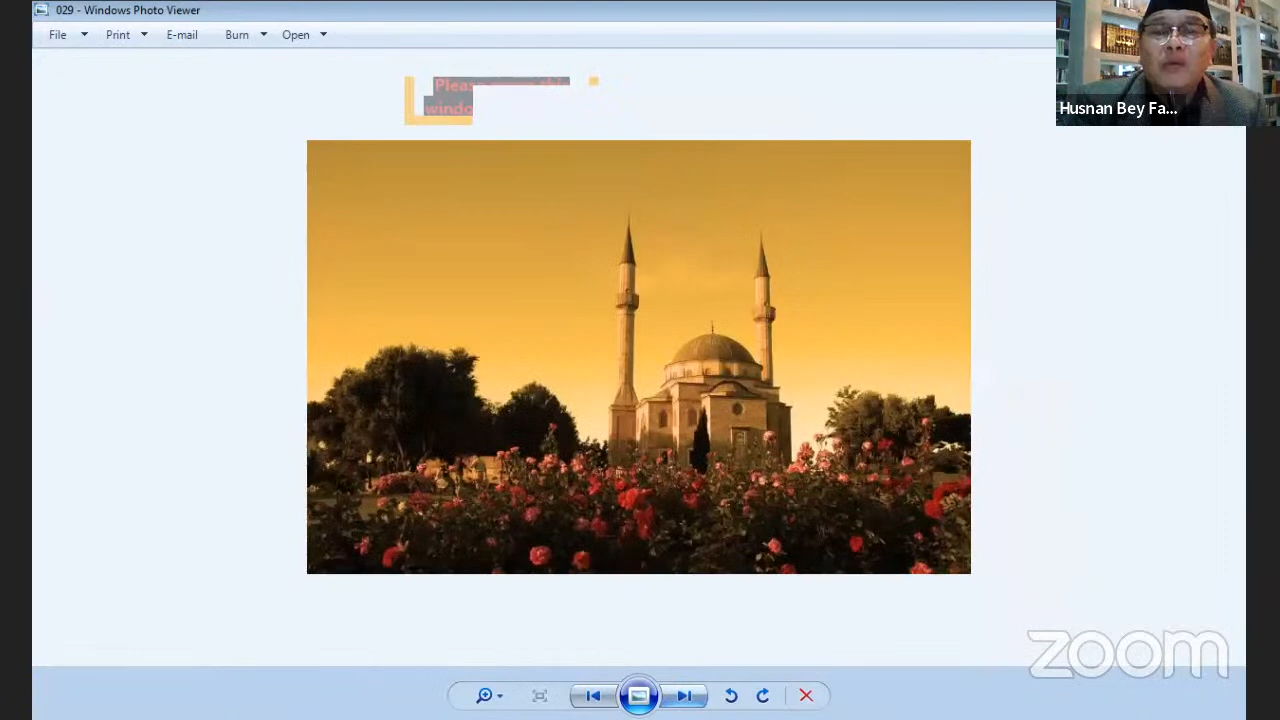 029 - Windows Photo Viewer
File Print E-mail Burn Open
Husnan Bey Fa...
zoom